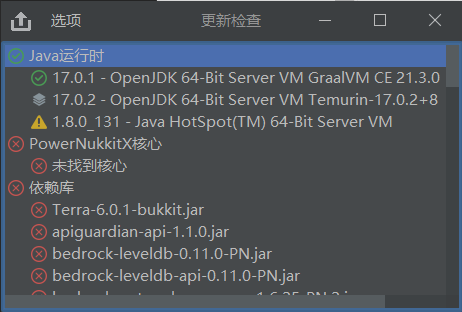 选项
更新检查
Java运行时
17.0.1 - OpenJDK 64-Bit Server VM GraalVM CE 21.3.0
17.0.2 - OpenJDK 64-Bit Server VM Temurin-17.0.2+8
1.8.0_131 - Java HotSpot(TM) 64-Bit Server VM
PowerNukkitX核心
未找到核心
依赖库
Terra-6.0.1-bukkit.jar
apiguardian-api-1.1.0.jar
bedrock-leveldb-0.11.0-PN.jar
bedrock-leveldb-api-0.11.0-PN.jar